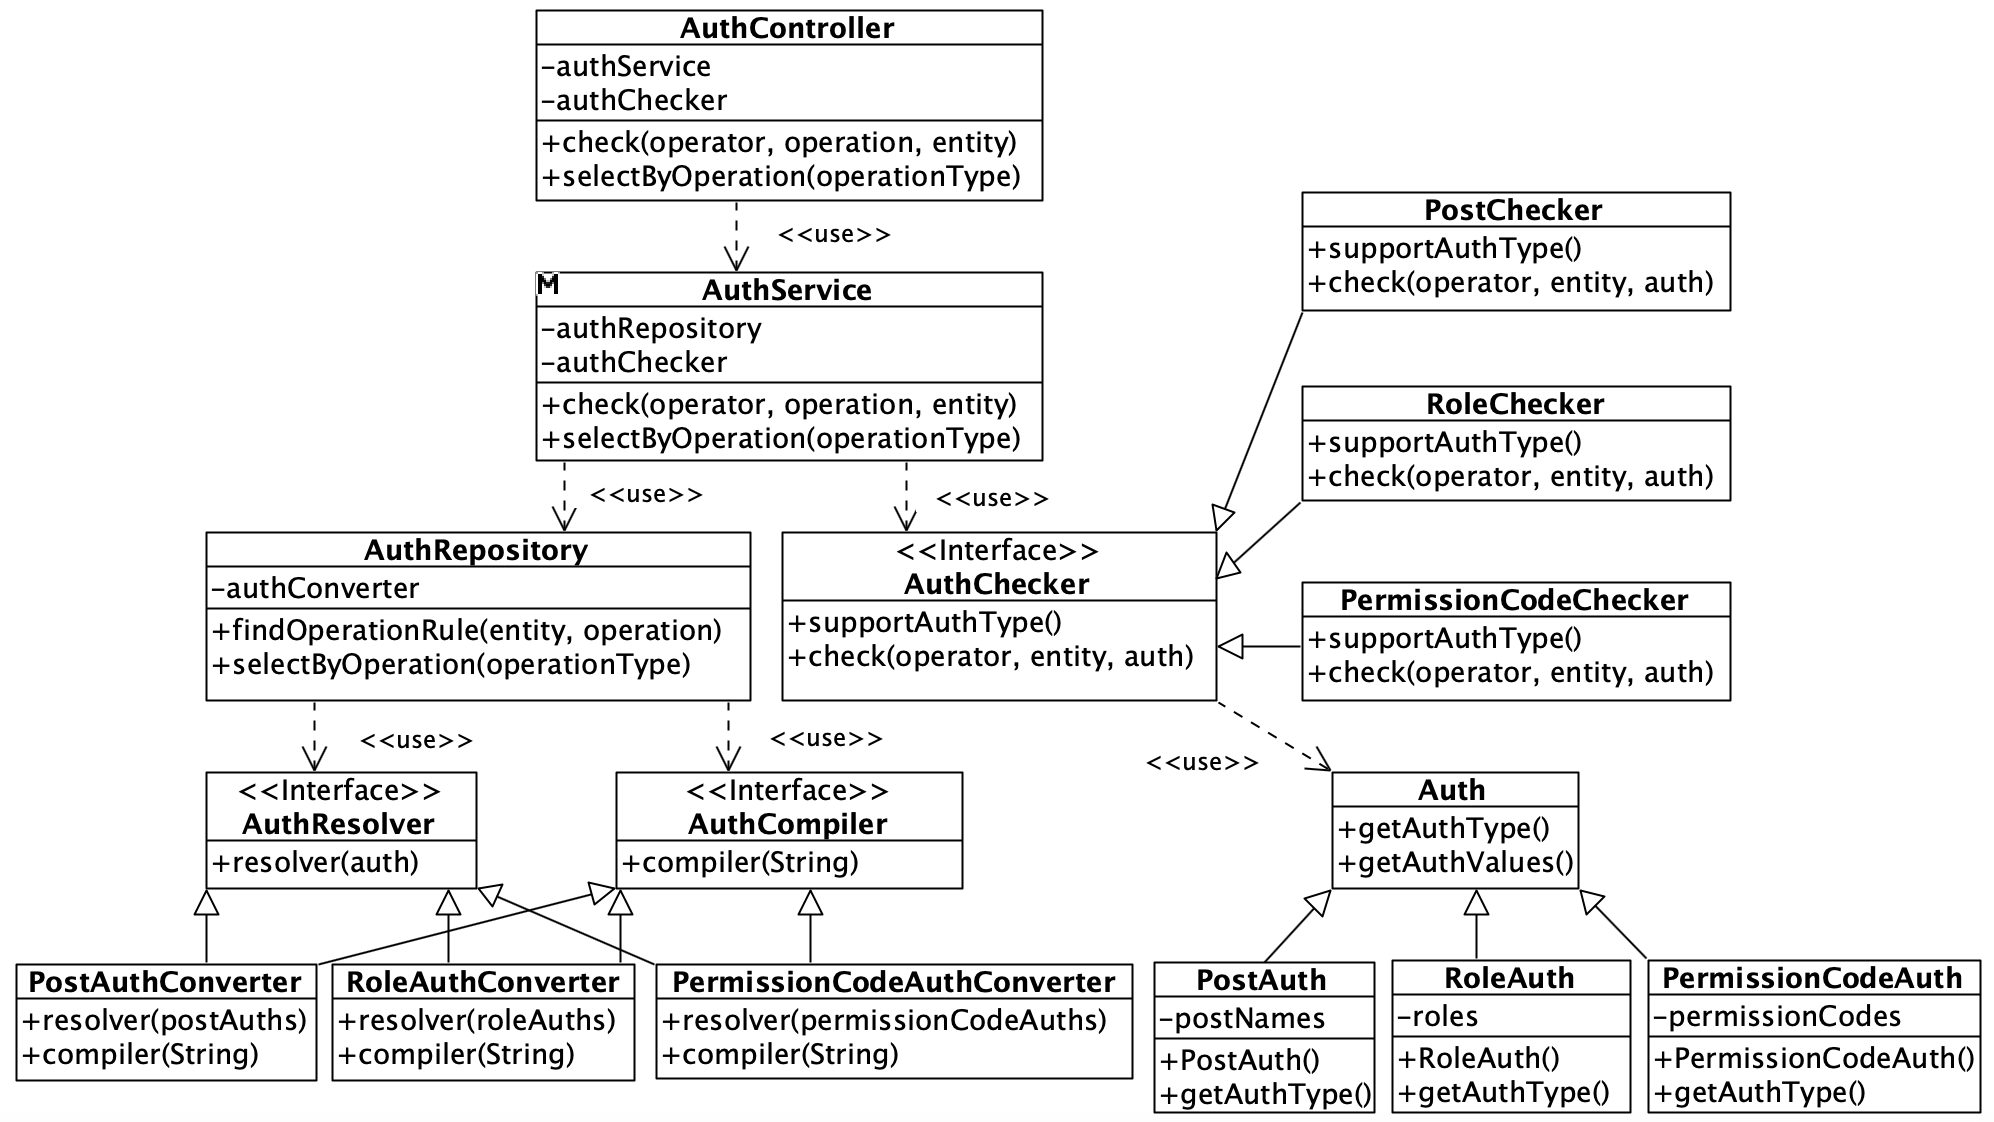 AuthController
-authService
-authChecker
+check(operator, operation, entity)
+selectByOperation(operationType)
<<use>>
M
AuthService
-authRepository
-authChecker
+check(operator, operation, entity)
+selectByOperation(operationType)
<<use>>
<<use>>
PostChecker
+supportAuthType()
+check(operator, entity, auth)
RoleChecker
+supportAuthType()
+check(operator, entity, auth)
PermissionCodeChecker
+supportAuthType()
+check(operator, entity, auth)
AuthRepository
-authConverter
+findOperationRule(entity, operation)
+selectByOperation(operationType)
<<Interface>>
AuthChecker
+supportAuthType()
+check(operator, entity, auth)
<<use>>
<<use>>
<<use>>
<<Interface>>
AuthResolver
+resolver(auth)
<<Interface>>
AuthCompiler
+compiler(String)
Auth
+getAuthType()
+getAuthValues()
PostAuthConverter
+resolver(postAuths)
+compiler(String)
RoleAuthConverter
+resolver(roleAuths)
+compiler(String)
PermissionCodeAuthConverter
+resolver(permissionCodeAuths)
+compiler(String)
PostAuth
-postNames
+PostAuth()
+getAuthType()
RoleAuth
-roles
+RoleAuth()
+getAuthType()
PermissionCodeAuth
-permissionCodes
+PermissionCodeAuth()
+getAuthType()